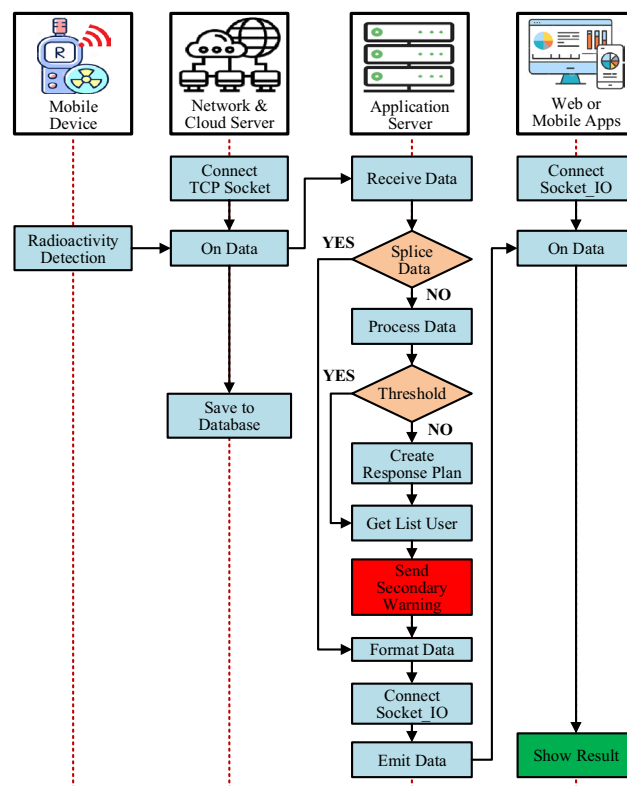 R
Mobile
Device
Network &
Cloud Server
Application
Server
Web or
Mobile Apps
Connect
TCP Socket
Receive Data
Connect
Socket_IO
Radioactivity
Detection
On Data
YES
Splice
Data
On Data
NO
Process Data
YES
Threshold
Save to
Database
NO
Create
Response Plan
Get List User
Send
Secondary
Warning
Format Data
Connect
Socket_IO
Emit Data
Show Result